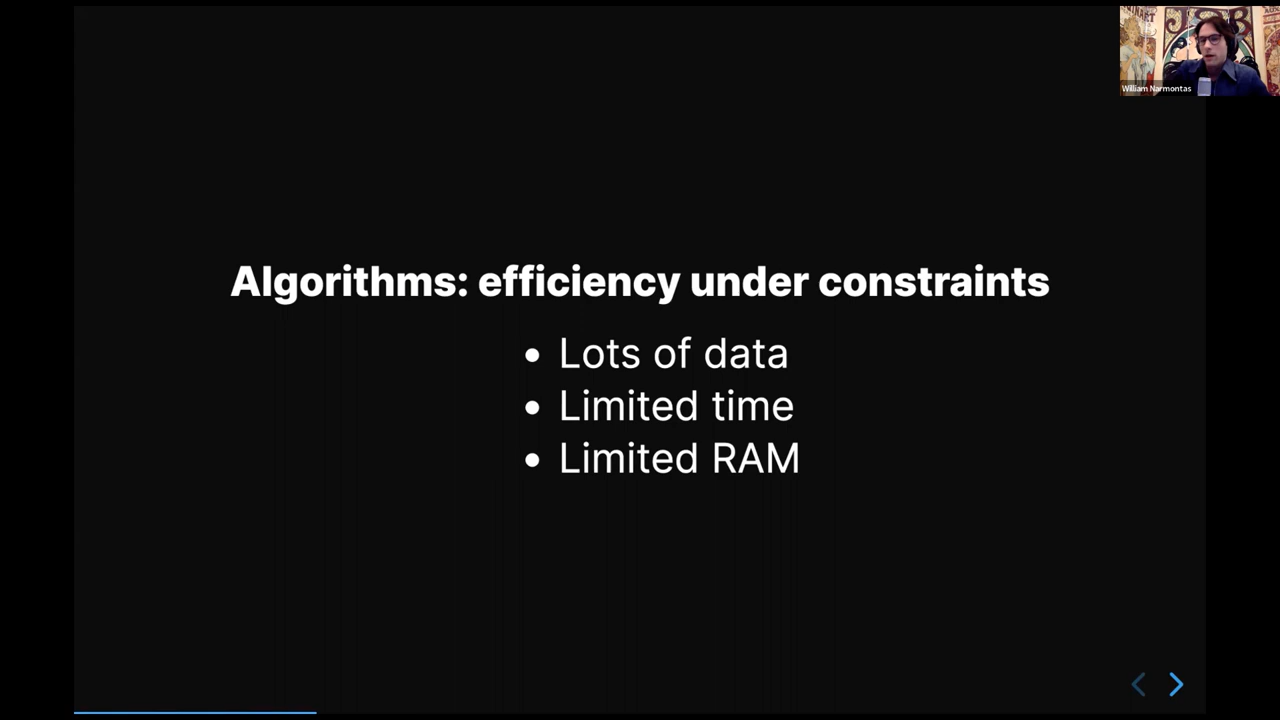 William Narmontas
Algorithms: efficiency under constraints
• Lots of data
• Limited time
• Limited RAM